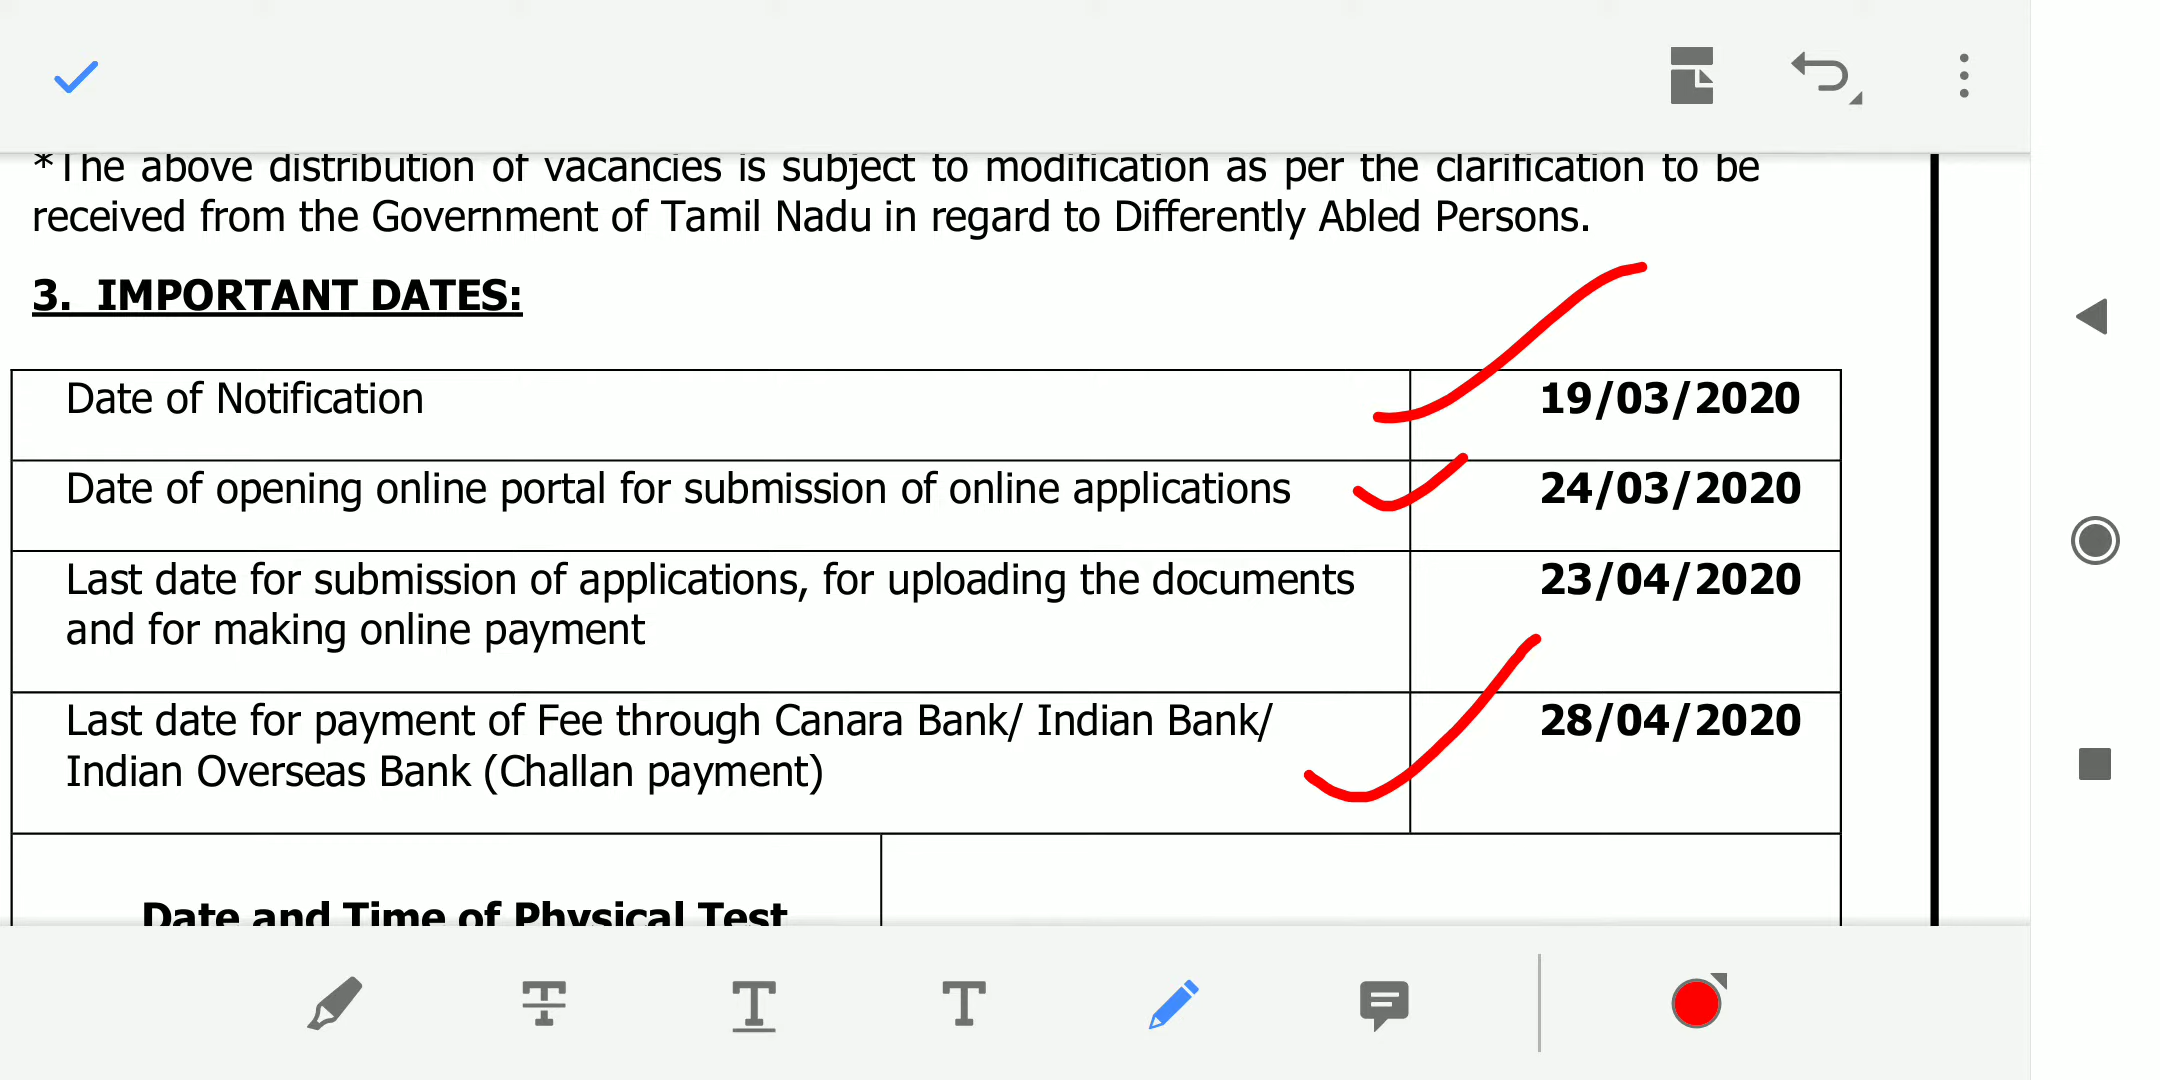 *The above distribution of vacancies is subject to modification as per the clarification to be
received from the Government of Tamil Nadu in regard to Differently Abled Persons.
3. IMPORTANT DATES:
Date of Notification 19/03/2020
Date of opening online portal for submission of online applications 24/03/2020
Last date for submission of applications, for uploading the documents 23/04/2020
and for making online payment
Last date for payment of Fee through Canara Bank/ Indian Bank/ 28/04/2020
Indian Overseas Bank (Challan payment)
Date and Time of Physical Test